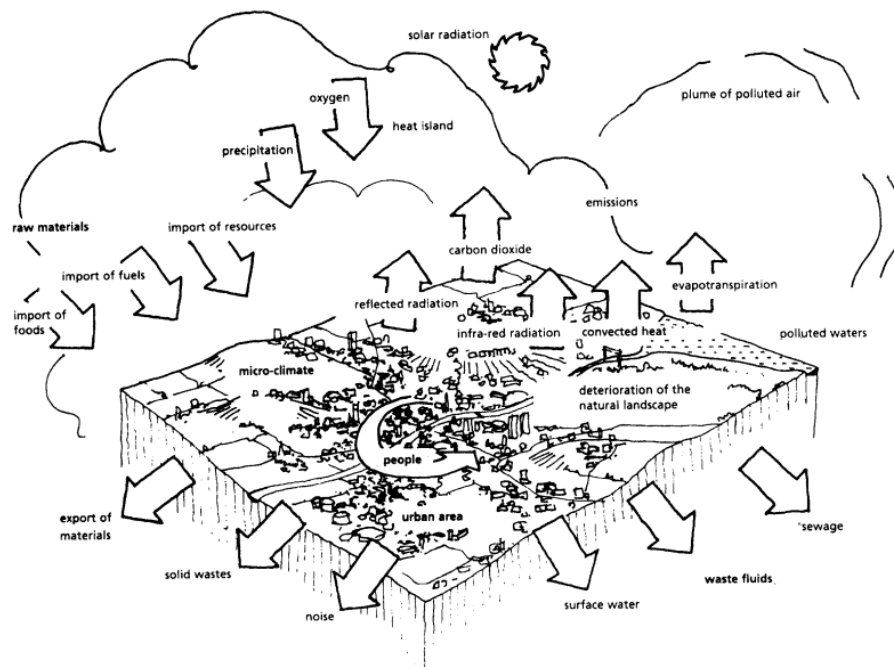 solar radiation
plume of polluted air
oxygen
heat island
precipitation
emissions
raw materials
import of resources
carbon dioxide
import of fuels
evapotranspiration
reflected radiation
import of
foods
infra-red radiation
convected heat
polluted waters
micro-climate
deterioration of the
natural landscape
people
urban area
export of
materials
'sewage
solid wastes
waste fluids
surface water
noise